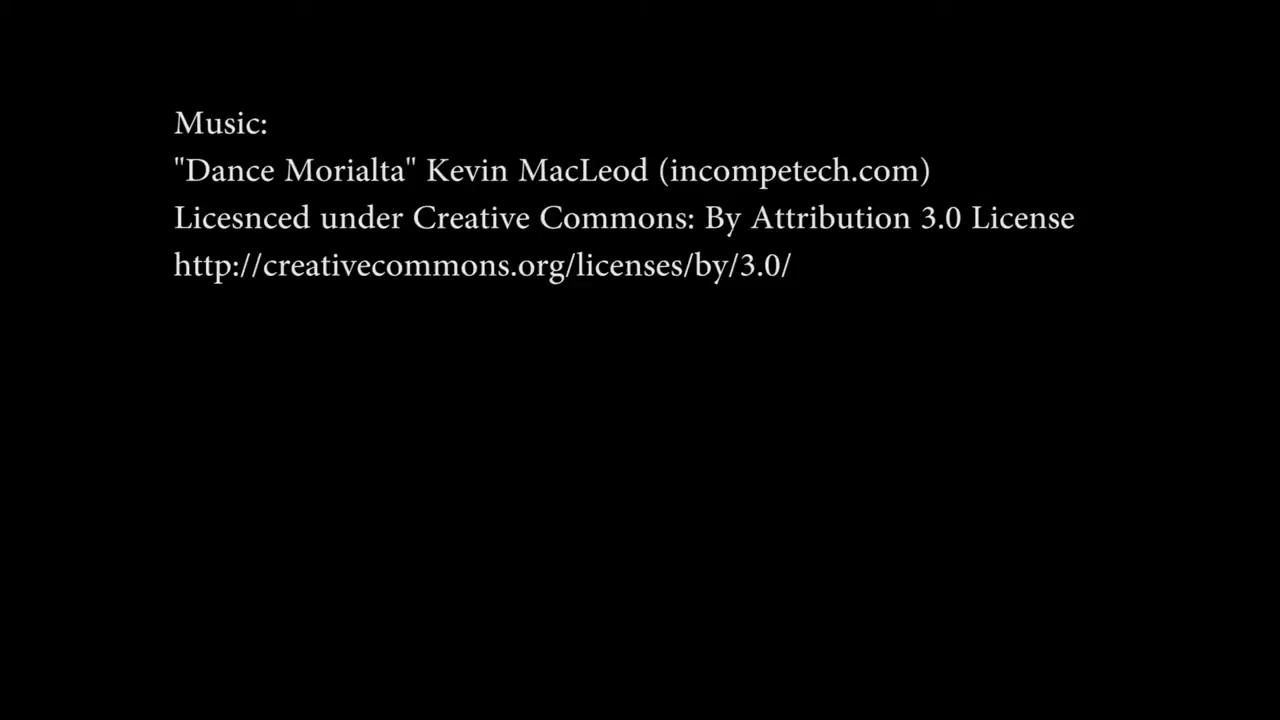 Music:
"Dance Morialta" Kevin MacLeod (incompetech.com)
Licesnced under Creative Commons: By Attribution 3.0 License
http://creativecommons.org/licenses/by/3.0/